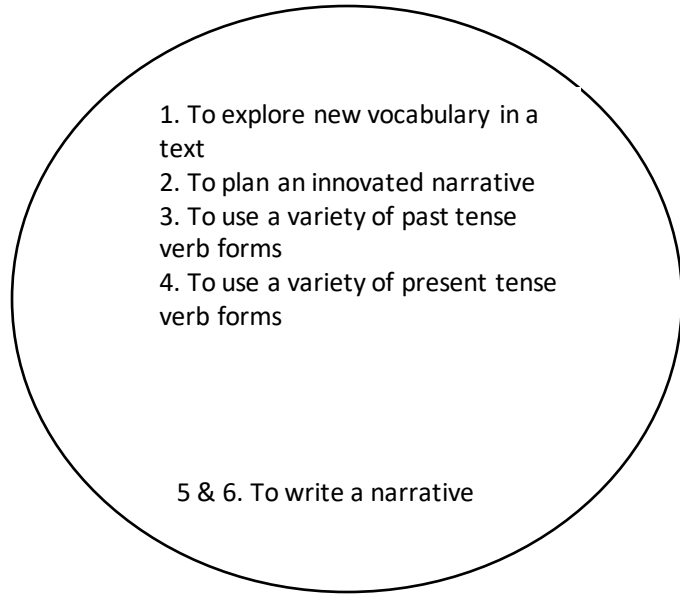 1. To explore new vocabulary in a
text
2. To plan an innovated narrative
3. To use a variety of past tense
verb forms
4. To use a variety of present tense
verb forms
5 & 6. To write a narrative